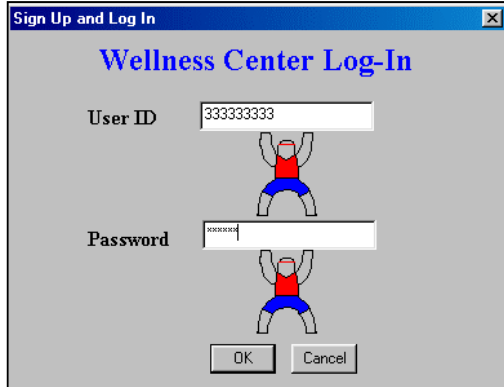 Sign Up and Log In
Wellness Center Log-In
User ID 333333333
Password ××××××
OK Cancel